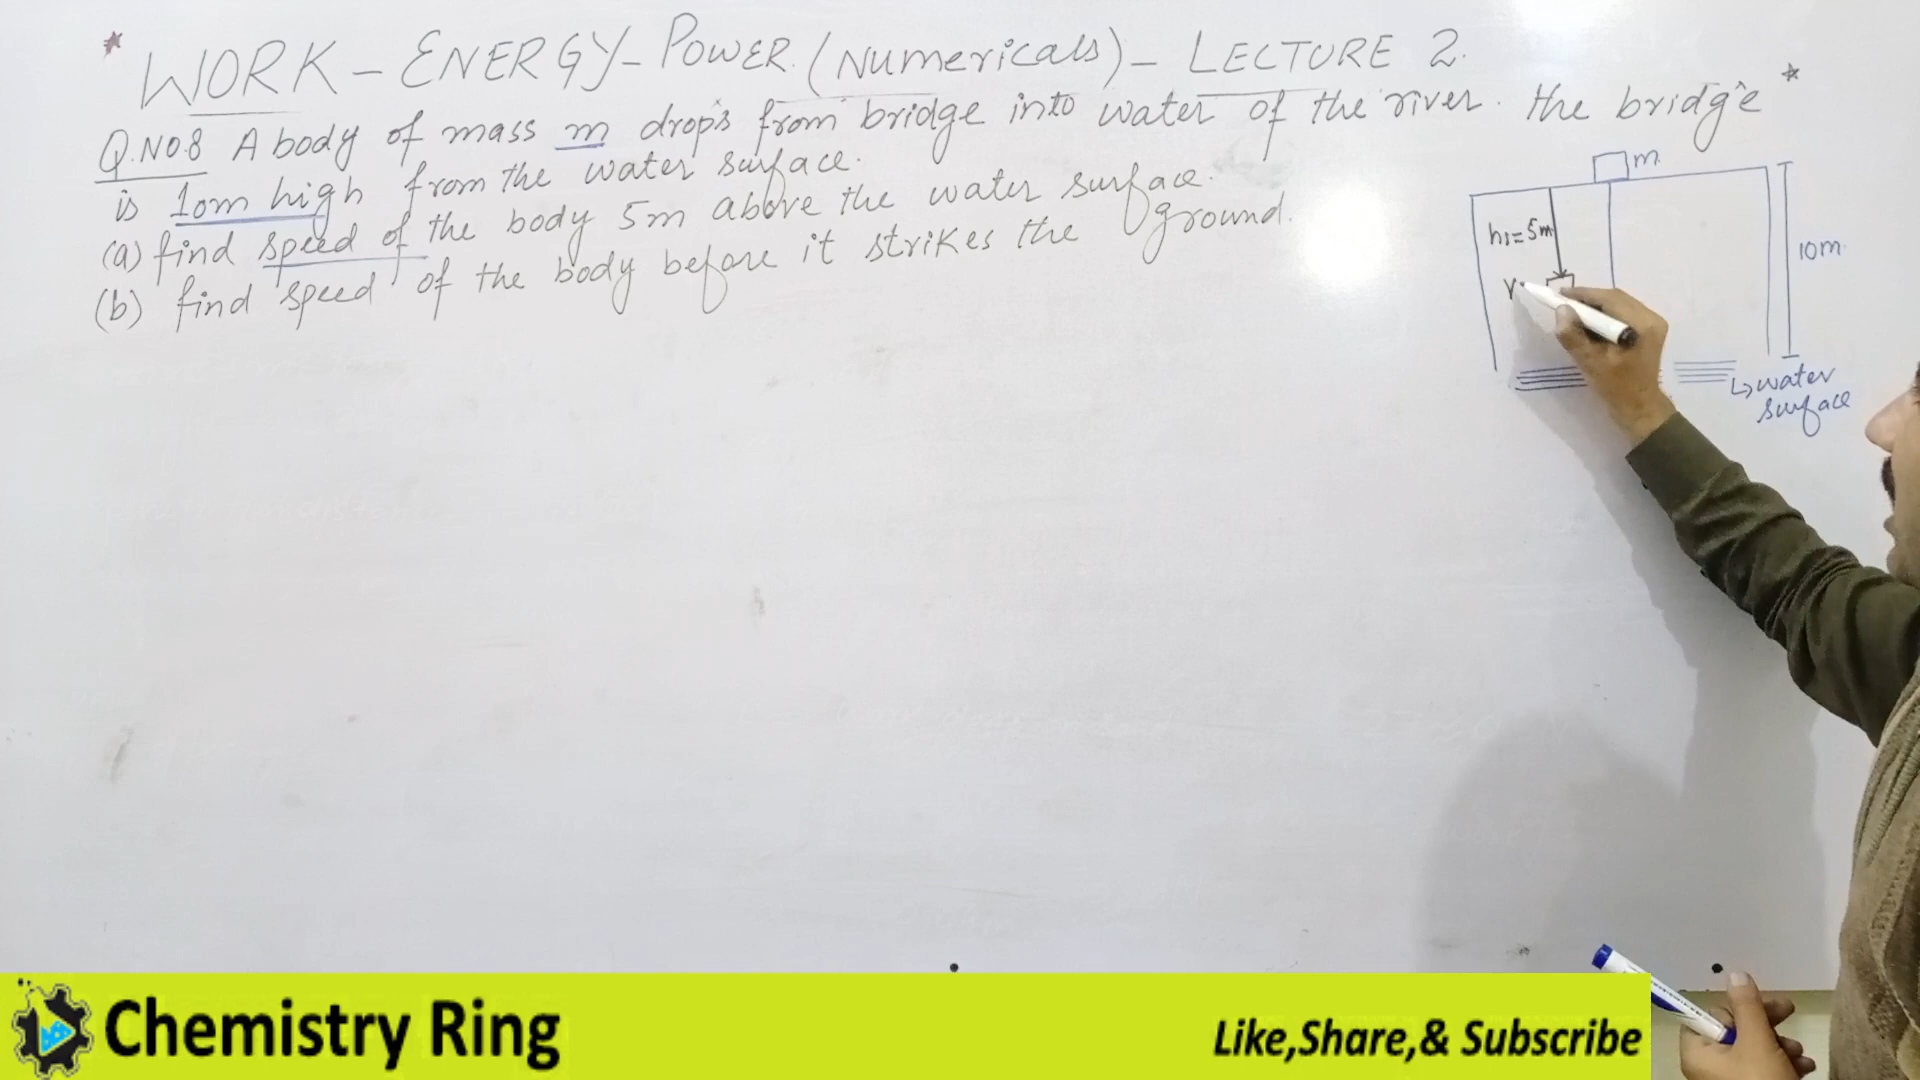 * WORK - ENERGY - POWER. (Numericals) - LECTURE 2. *
Q.NO.8 A body of mass m drops from bridge into water of the river. the bridge
is 10m high from the water surface.
(a) find speed of the body 5m above the water surface.
(b) find speed of the body before it strikes the ground.
m
h1=5m
10m
V
↳water
surface
Chemistry Ring
Like,Share,& Subscribe